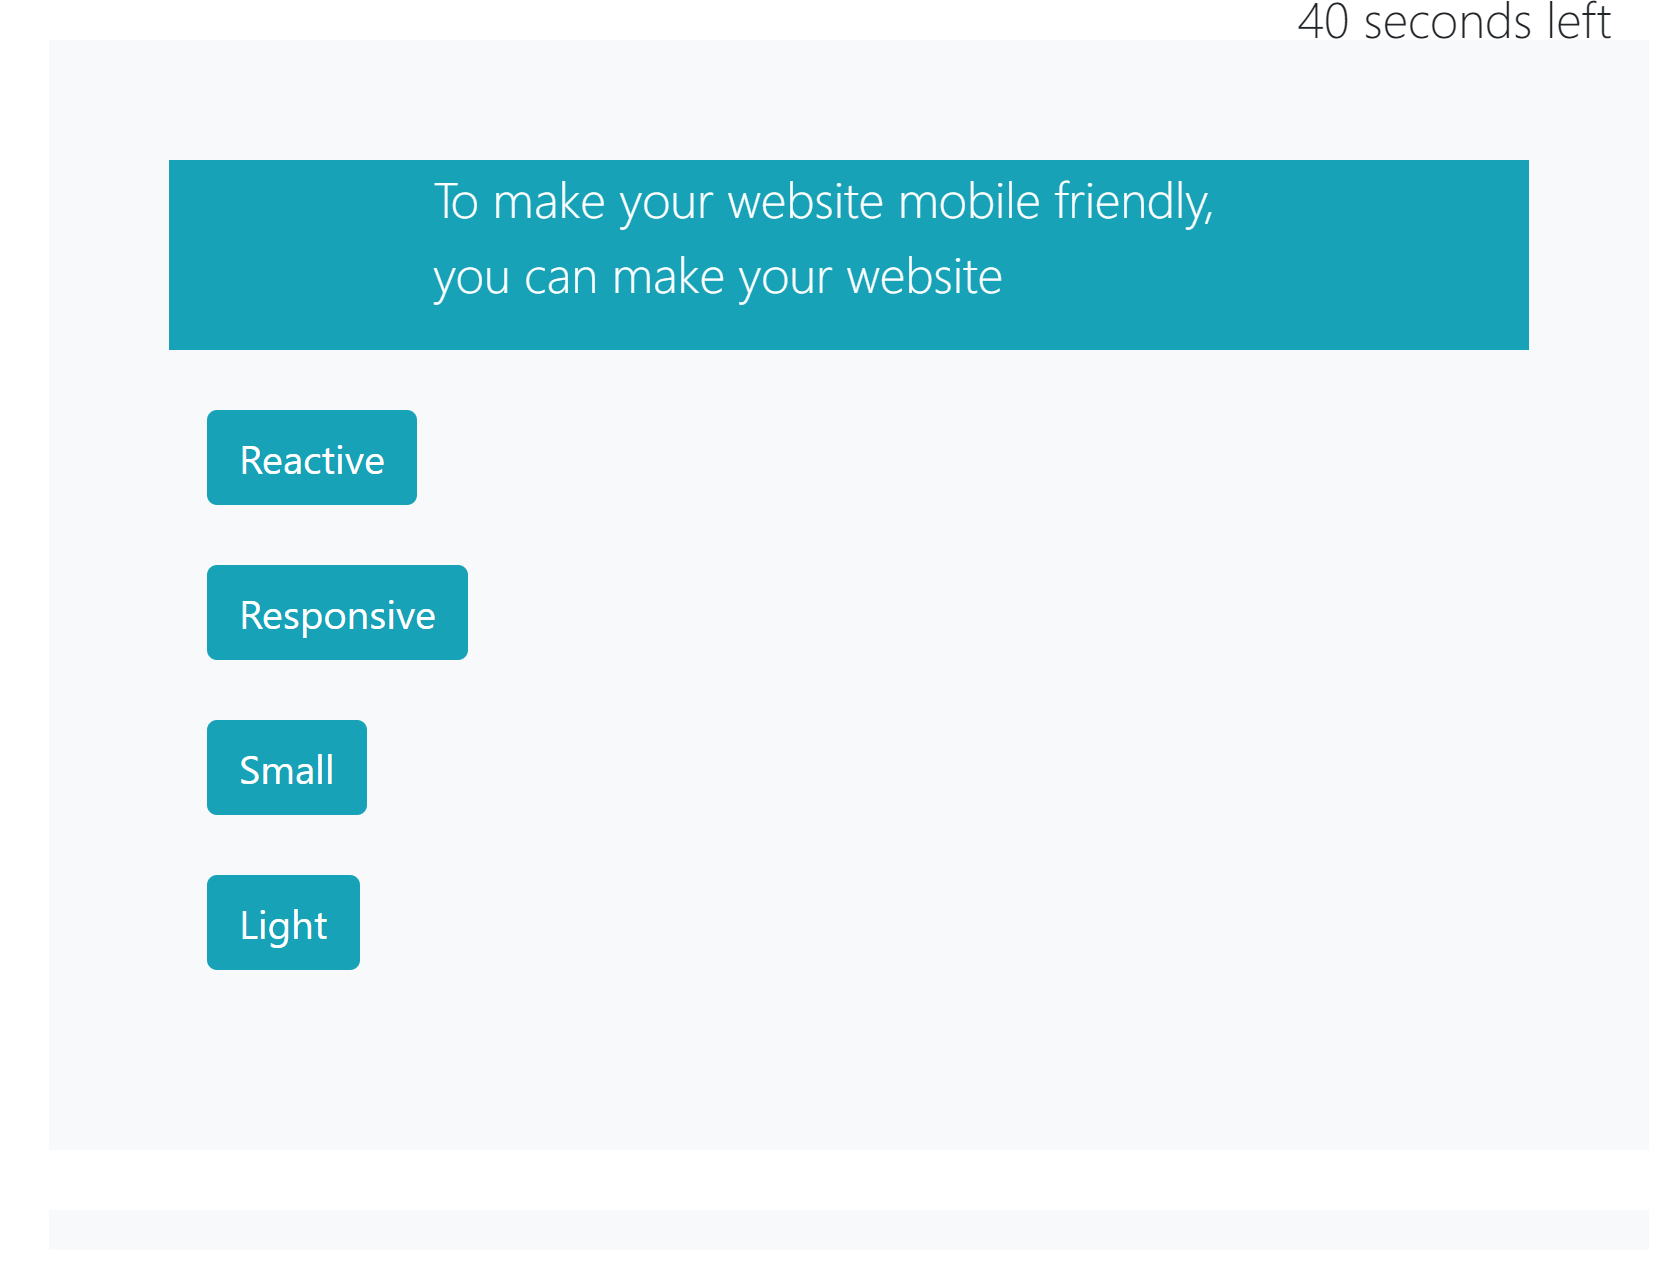 40 seconds left
To make your website mobile friendly,
you can make your website
Reactive
Responsive
Small
Light